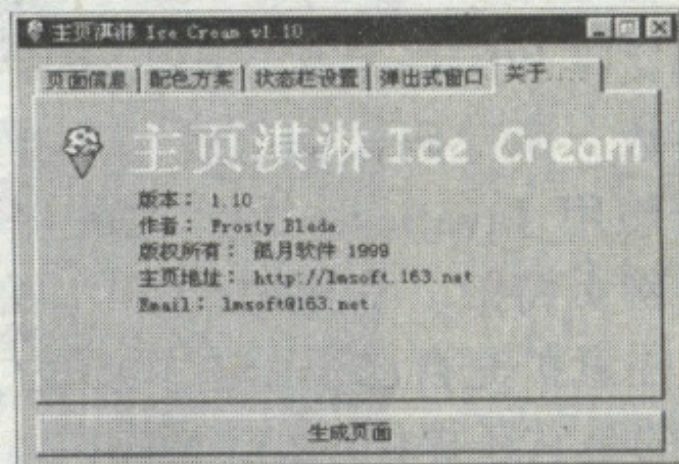 主页淇淋 Ice Cream v1.10
页面信息 配色方案 状态栏设置 弹出式窗口 关于....
主页淇淋 Ice Cream
版本： 1.10
作者： Frosty Blade
版权所有： 孤月软件 1999
主页地址： http://lmsoft.163.net
Email： lmsoft@163.net
生成页面